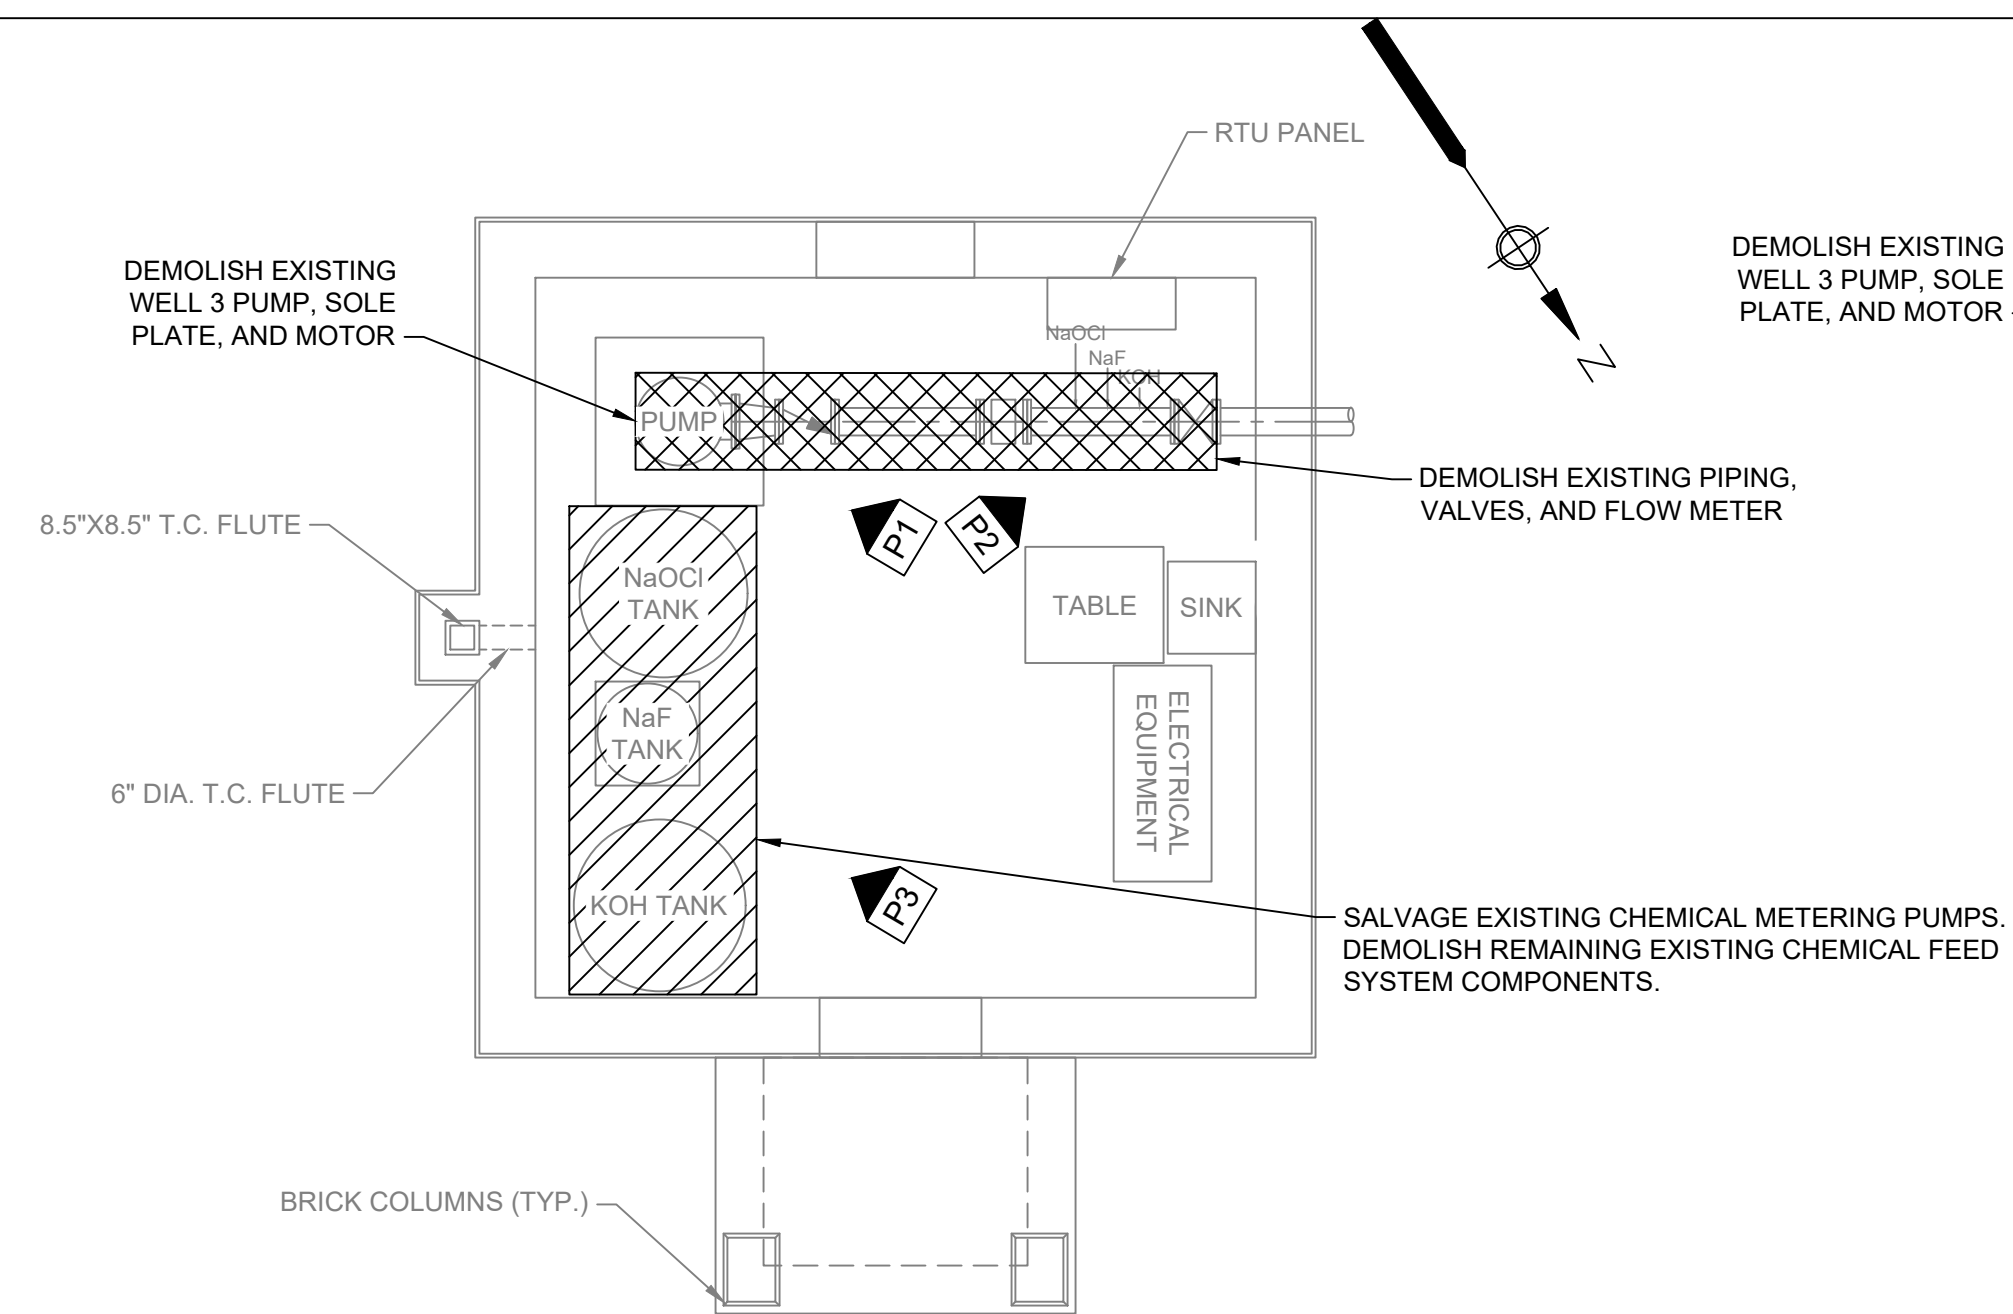 RTU PANEL
DEMOLISH EXISTING
WELL 3 PUMP, SOLE
PLATE, AND MOTOR
DEMOLISH EXISTING
WELL 3 PUMP, SOLE
PLATE, AND MOTOR
N
NaOCl
NaF
KOH
PUMP
DEMOLISH EXISTING PIPING,
VALVES, AND FLOW METER
8.5"X8.5" T.C. FLUTE
P1
P2
NaOCl
TANK
TABLE
SINK
NaF
TANK
ELECTRICAL
EQUIPMENT
6" DIA. T.C. FLUTE
KOH TANK
P3
SALVAGE EXISTING CHEMICAL METERING PUMPS.
DEMOLISH REMAINING EXISTING CHEMICAL FEED
SYSTEM COMPONENTS.
BRICK COLUMNS (TYP.)